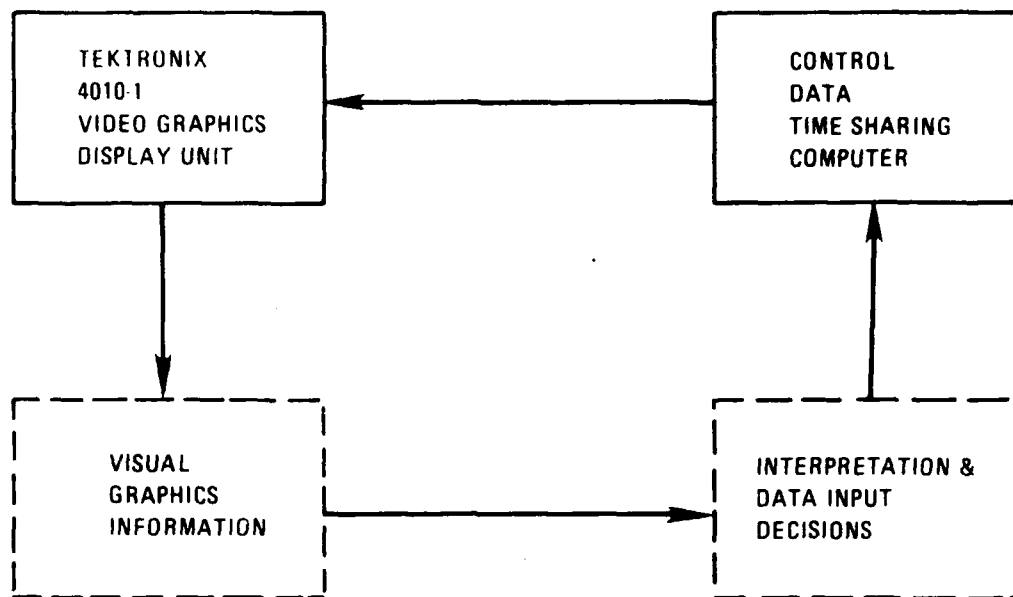 TEKTRONIX
4010-1
VIDEO GRAPHICS
DISPLAY UNIT
CONTROL
DATA
TIME SHARING
COMPUTER
VISUAL
GRAPHICS
INFORMATION
INTERPRETATION &
DATA INPUT
DECISIONS